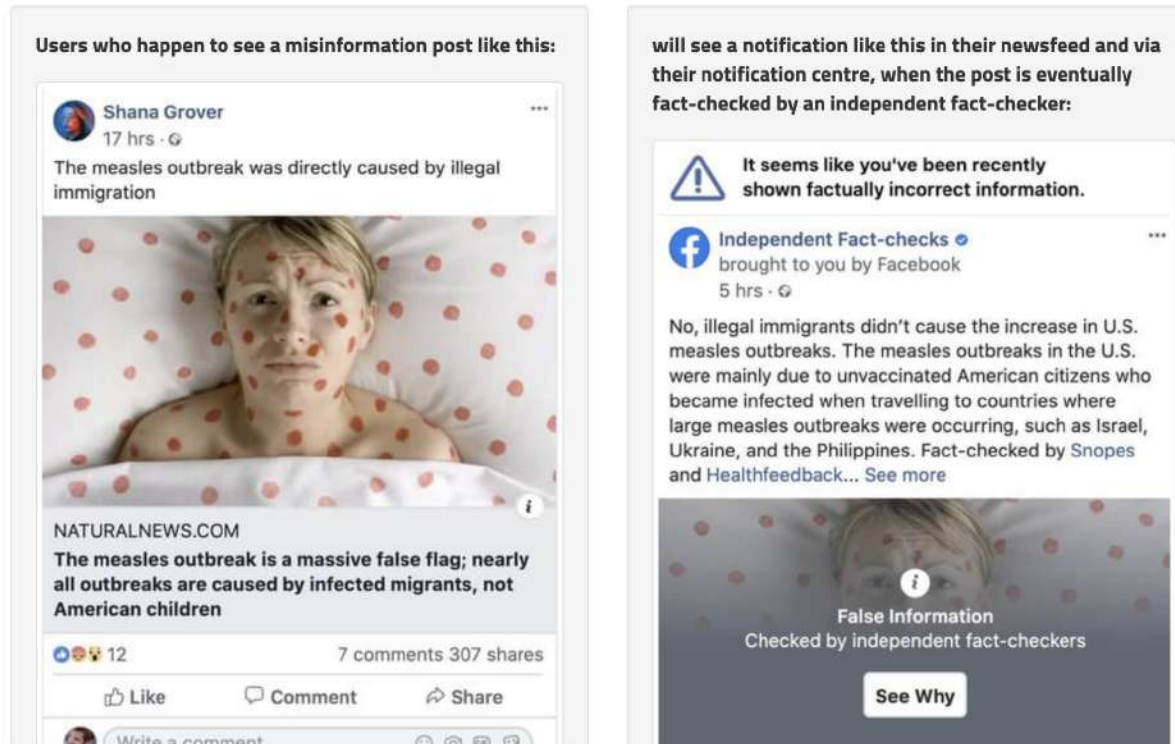 Users who happen to see a misinformation post like this:
Shana Grover
17 hrs ·
The measles outbreak was directly caused by illegal
immigration
NATURALNEWS.COM
The measles outbreak is a massive false flag; nearly
all outbreaks are caused by infected migrants, not
American children
12
7 comments 307 shares
Like Comment Share
Write a comment
will see a notification like this in their newsfeed and via
their notification centre, when the post is eventually
fact-checked by an independent fact-checker:
It seems like you've been recently
shown factually incorrect information.
Independent Fact-checks
brought to you by Facebook
5 hrs ·
No, illegal immigrants didn't cause the increase in U.S.
measles outbreaks. The measles outbreaks in the U.S.
were mainly due to unvaccinated American citizens who
became infected when travelling to countries where
large measles outbreaks were occurring, such as Israel,
Ukraine, and the Philippines. Fact-checked by Snopes
and Healthfeedback... See more
False Information
Checked by independent fact-checkers
See Why